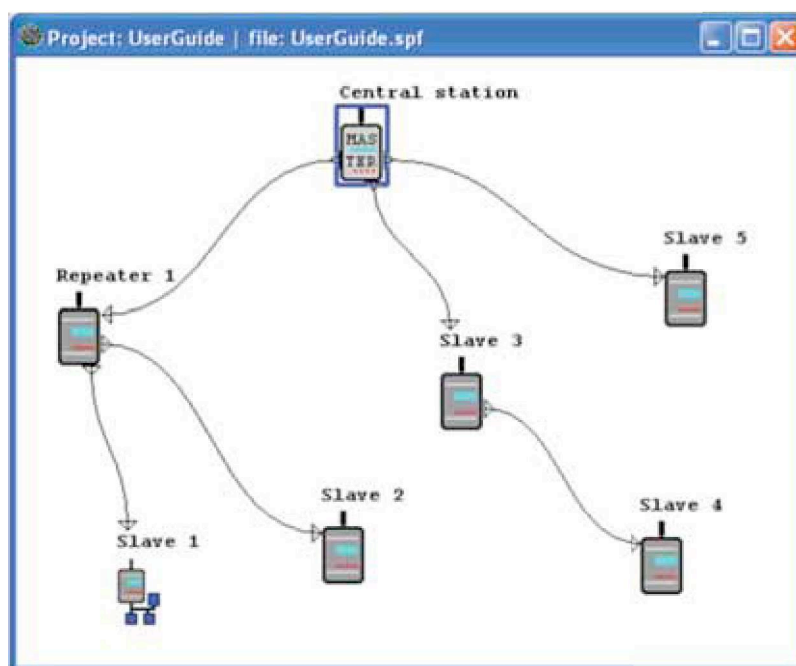 Project: UserGuide | file: UserGuide.spf
Central station
MAS
TER
Slave 5
Repeater 1
Slave 3
Slave 2
Slave 4
Slave 1